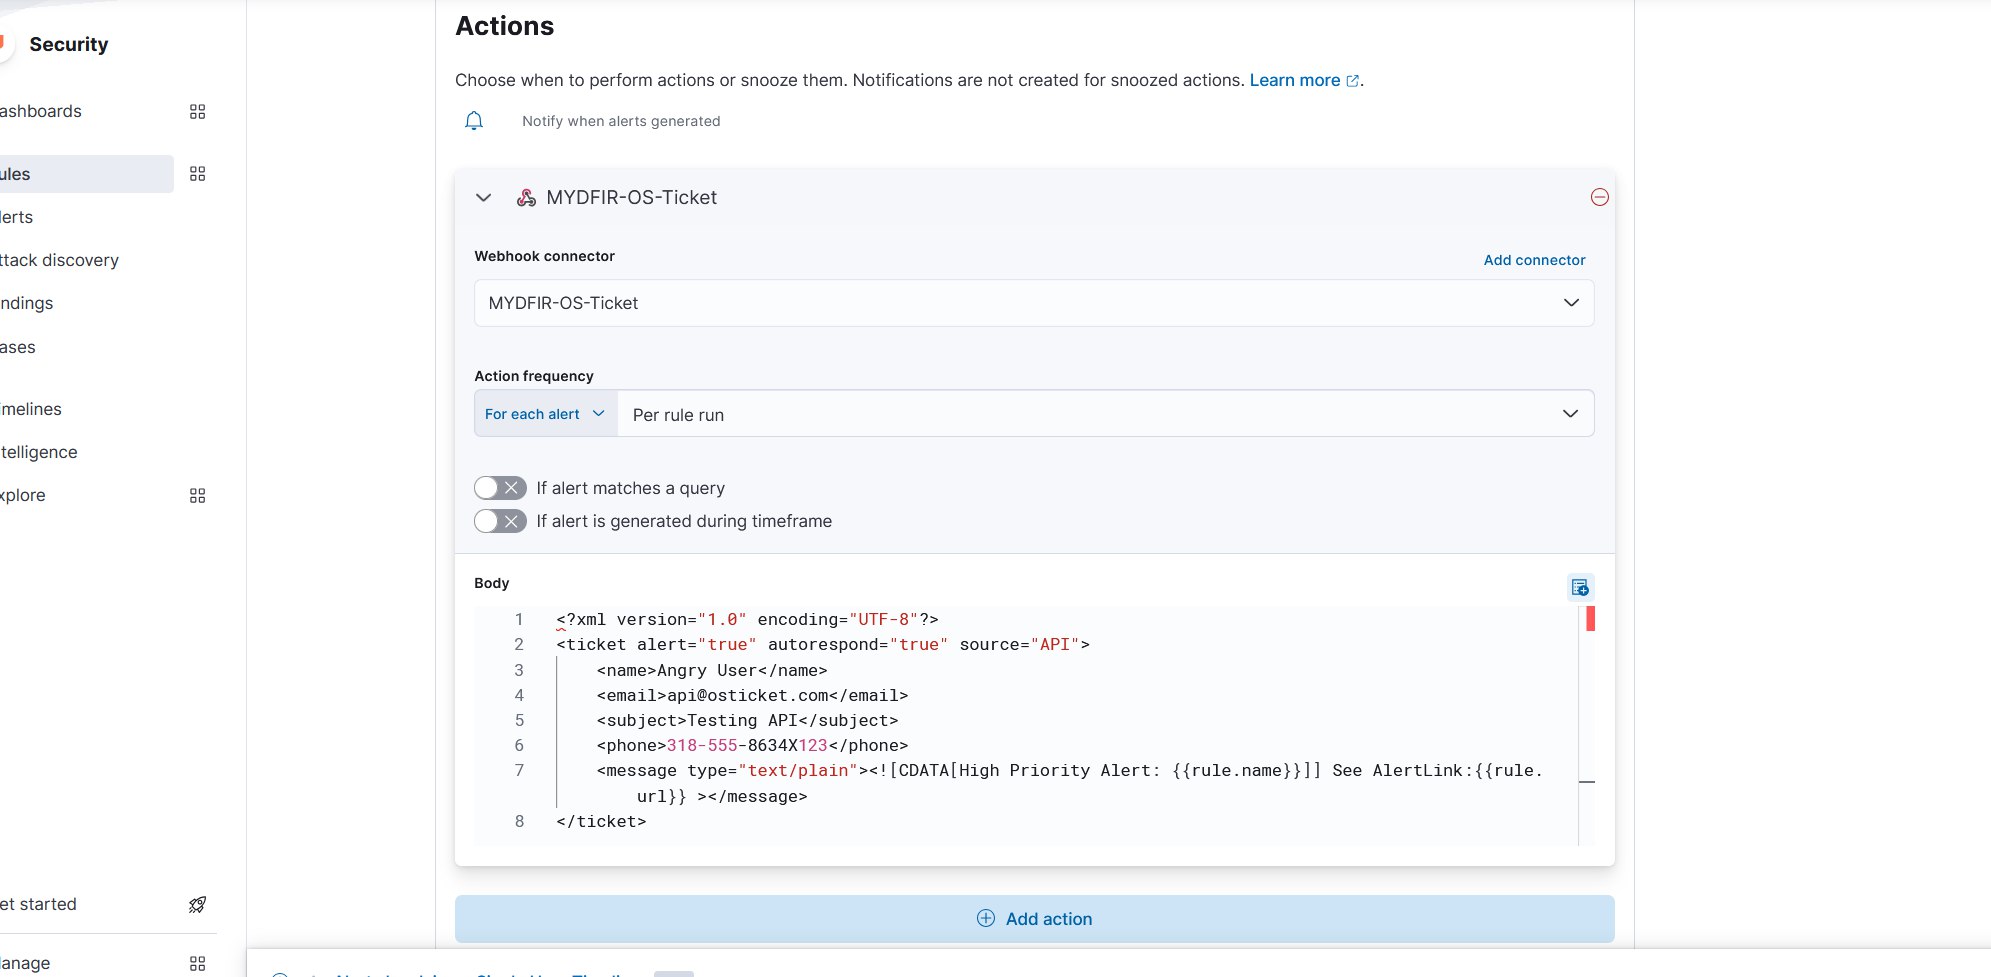 Security
ashboards
ules
lerts
ttack discovery
ndings
ases
imelines
telligence
xplore
et started
anage
Actions
Choose when to perform actions or snooze them. Notifications are not created for snoozed actions. Learn more.
Notify when alerts generated
MYDFIR-OS-Ticket
Webhook connector
Add connector
MYDFIR-OS-Ticket
Action frequency
For each alert
Per rule run
If alert matches a query
If alert is generated during timeframe
Body
1 <?xml version="1.0" encoding="UTF-8"?>
2 <ticket alert="true" autorespond="true" source="API">
3 <name>Angry User</name>
4 <email>api@osticket.com</email>
5 <subject>Testing API</subject>
6 <phone>318-555-8634X123</phone>
7 <message type="text/plain"><![CDATA[High Priority Alert: {{rule.name}}]] See AlertLink:{{rule.
url}} ></message>
8 </ticket>
Add action